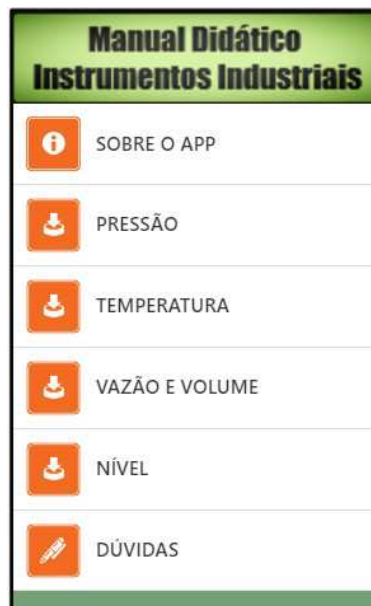 Manual Didático
Instrumentos Industriais
SOBRE O APP
PRESSÃO
TEMPERATURA
VAZÃO E VOLUME
NÍVEL
DÚVIDAS